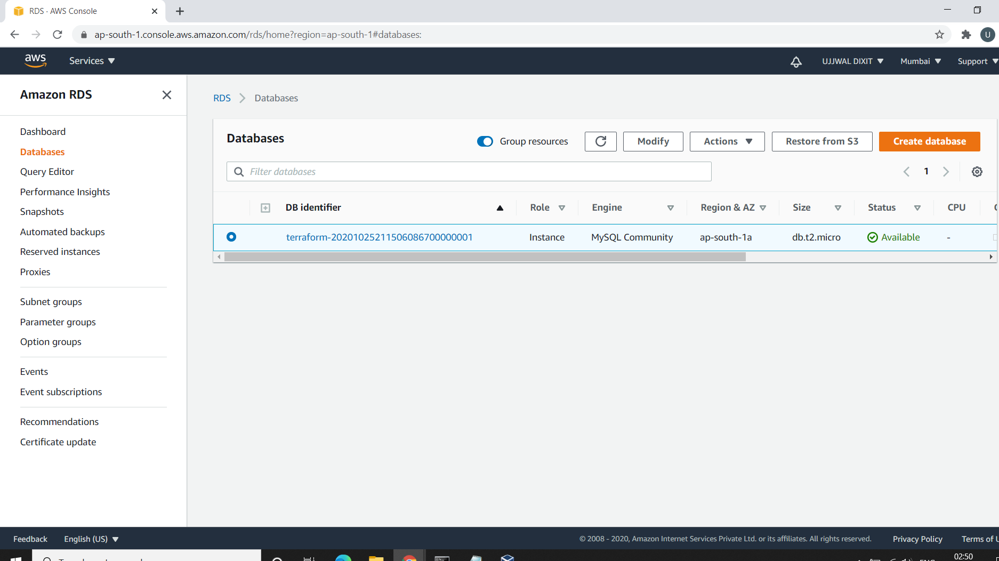 RDS · AWS Console
ap-south-1.console.aws.amazon.com/rds/home?region=ap-south-1#databases:
U
aws
Services
UJJWAL DIXIT
Mumbai
Support
Amazon RDS
Dashboard
Databases
Query Editor
Performance Insights
Snapshots
Automated backups
Reserved instances
Proxies
Subnet groups
Parameter groups
Option groups
Events
Event subscriptions
Recommendations
Certificate update
RDS Databases
Databases
Group resources
Modify
Actions
Restore from S3
Create database
Filter databases
1
DB identifier Role Engine Region & AZ Size Status CPU
terraform-20201025211506086700000001 Instance MySQL Community ap-south-1a db.t2.micro Available -
Feedback
English (US)
© 2008 - 2020, Amazon Internet Services Private Ltd. or its affiliates. All rights reserved.
Privacy Policy
Terms of
02:50